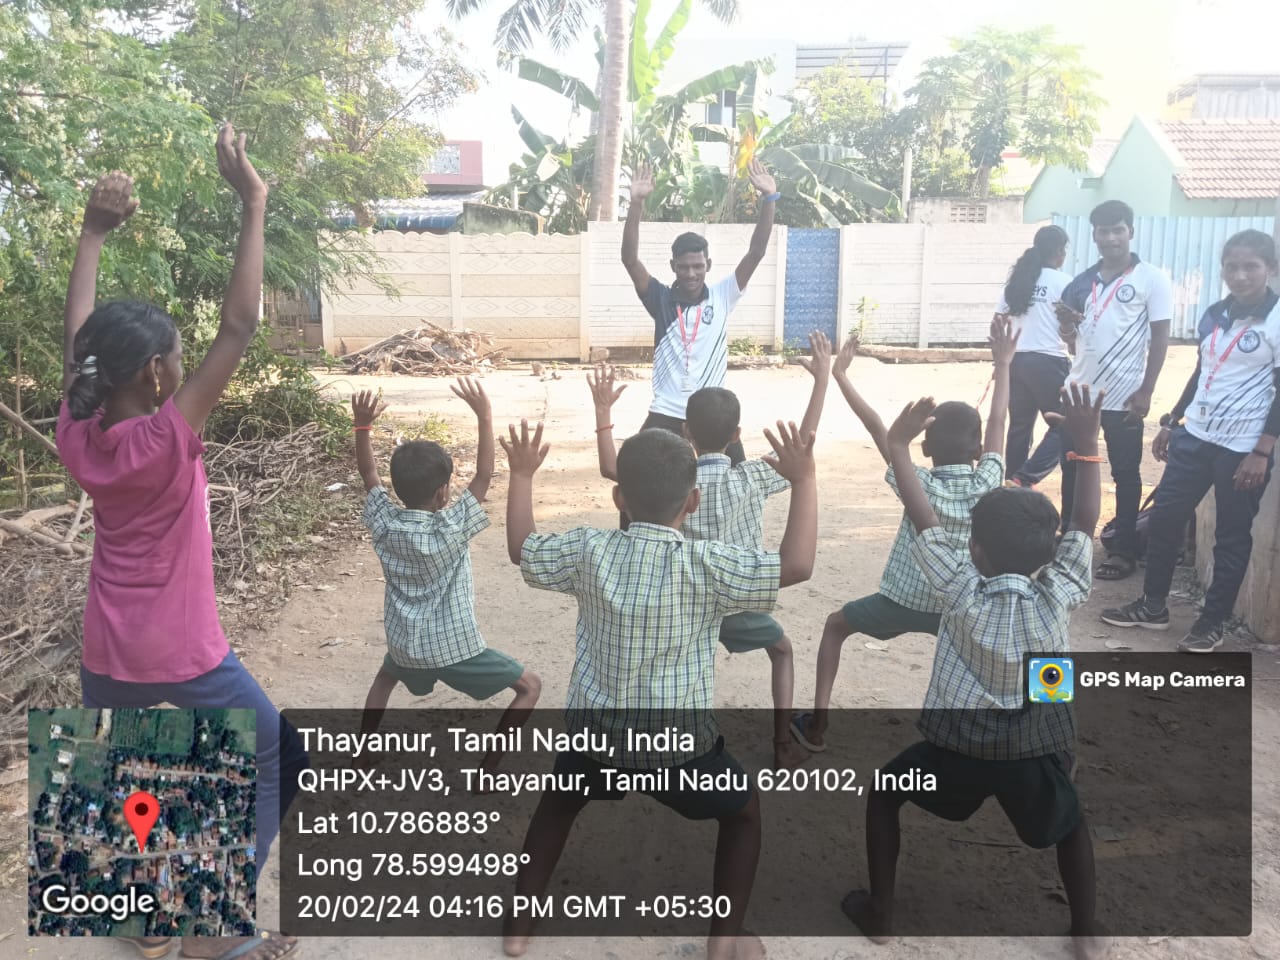 EYS
GPS Map Camera
Thayanur, Tamil Nadu, India
QHPX+JV3, Thayanur, Tamil Nadu 620102, India
Lat 10.786883°
Long 78.599498°
20/02/24 04:16 PM GMT +05:30
Google